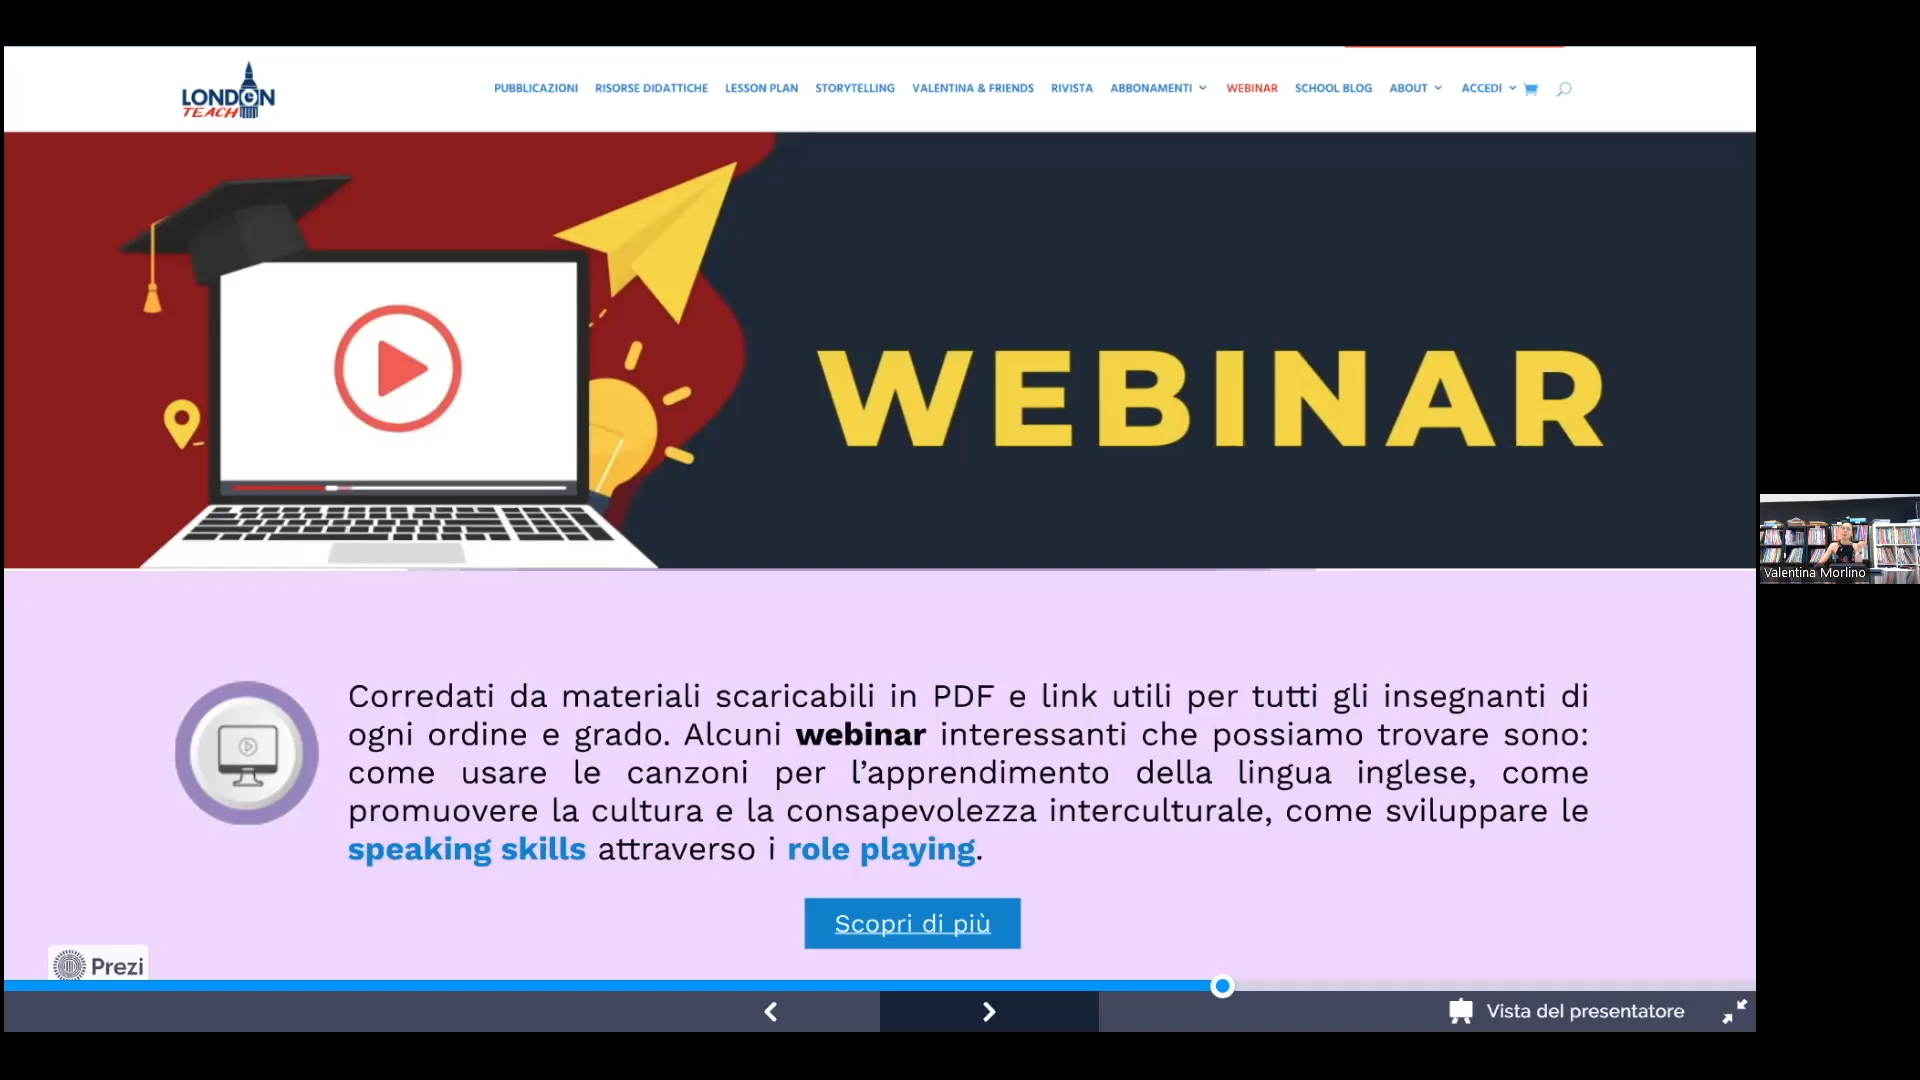 LONDON
TEACH
PUBBLICAZIONI RISORSE DIDATTICHE LESSON PLAN STORYTELLING VALENTINA & FRIENDS RIVISTA ABBONAMENTI WEBINAR SCHOOL BLOG ABOUT ACCEDI
WEBINAR
Valentina Morlino
Corredati da materiali scaricabili in PDF e link utili per tutti gli insegnanti di
ogni ordine e grado. Alcuni webinar interessanti che possiamo trovare sono:
come usare le canzoni per l’apprendimento della lingua inglese, come
promuovere la cultura e la consapevolezza interculturale, come sviluppare le
speaking skills attraverso i role playing.
Scopri di più
Prezi
Vista del presentatore